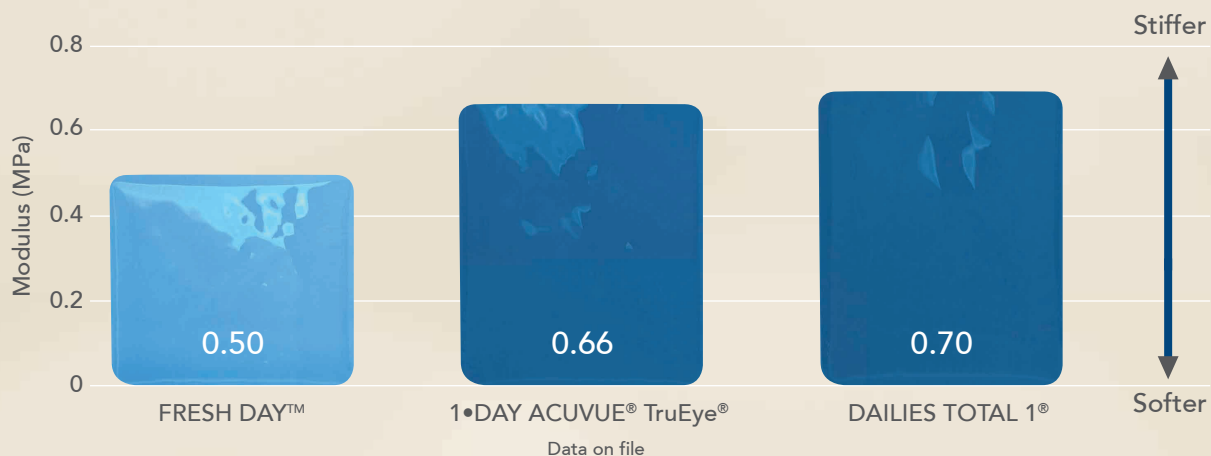 Stiffer
0.8
0.6
0.4
0.2
0
Modulus (MPa)
0.50
0.66
0.70
FRESH DAY™
1•DAY ACUVUE® TruEye®
DAILIES TOTAL 1®
Softer
Data on file